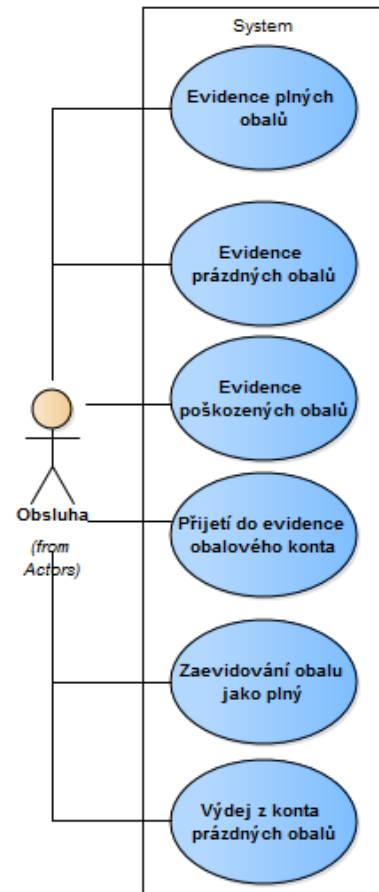 System
Evidence plných
obalů
Evidence
prázdných obalů
Evidence
poškozených obalů
Obsluha
(from
Actors)
Přijetí do evidence
obalového konta
Zaevidování obalu
jako plný
Výdej z konta
prázdných obalů